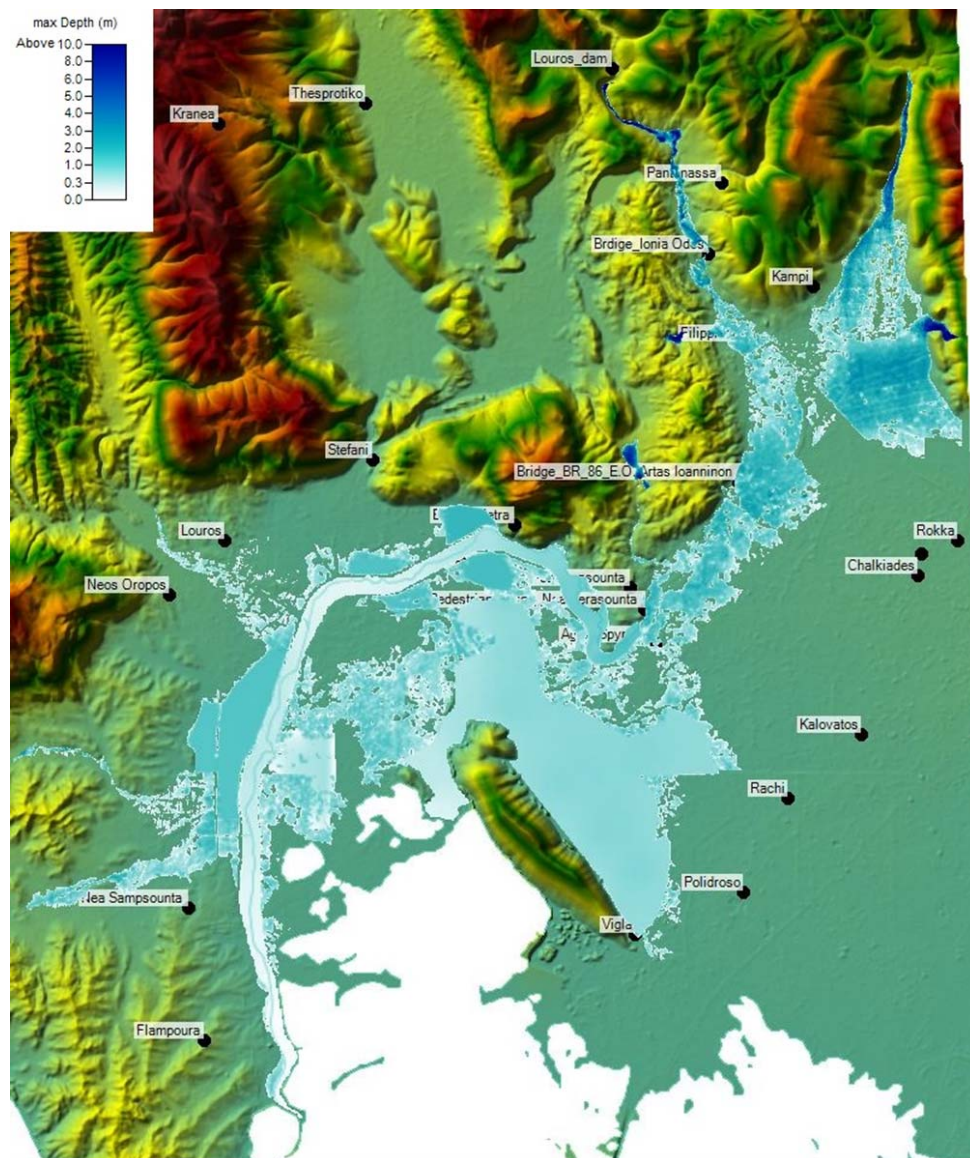 max Depth (m)
Above 10.0
8.0
6.0
5.0
4.0
3.0
2.0
1.0
0.3
0.0
Louros_dam
Thesprotiko
Kranea
Brdige_Ionia
Kampi
Stefani
Bridge_BR_86_E.O. Artas Ioanninon
Louros
Rokka
Chalkiades
Neos Oropos
Kalovatos
Rachi
Polidroso
Nea Sampsounta
Vigla
Flampoura